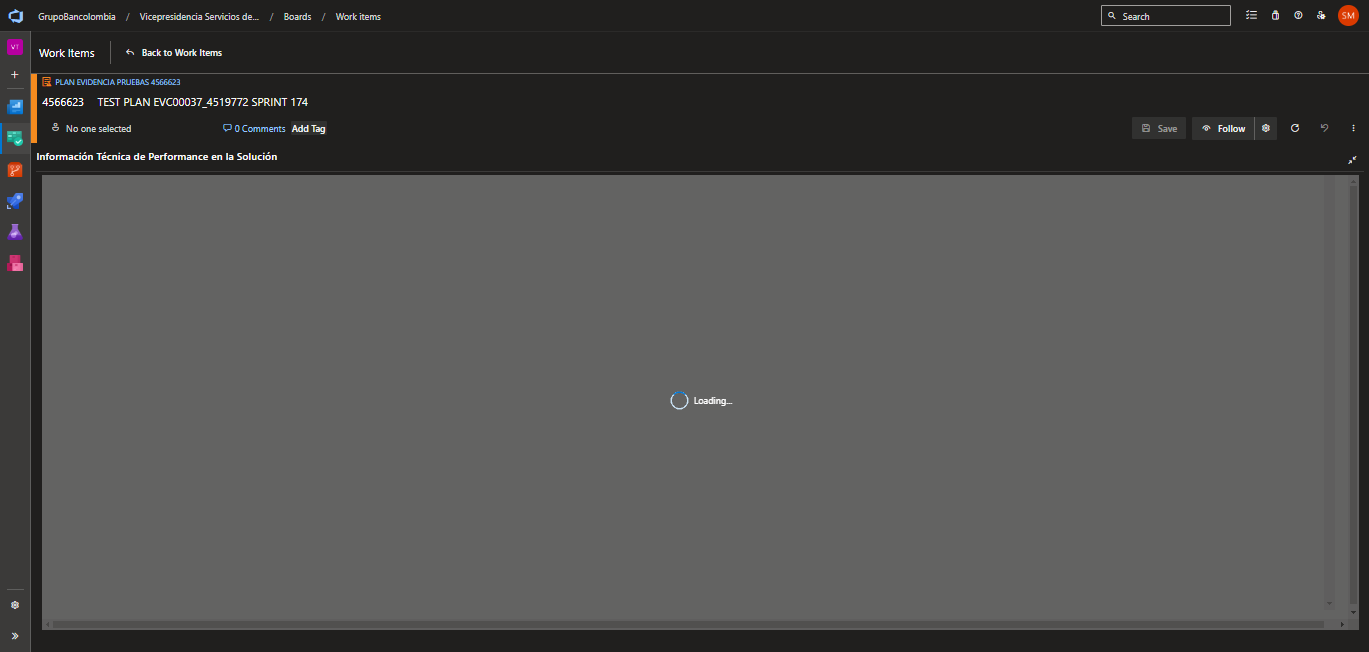 GrupoBancolombia / Vicepresidencia Servicios de... / Boards / Work items
Search
SM
VT
Work Items
Back to Work Items
PLAN EVIDENCIA PRUEBAS 4566623
4566623 TEST PLAN EVC00037_4519772 SPRINT 174
No one selected
0 Comments
Add Tag
Save
Follow
Información Técnica de Performance en la Solución
Loading...